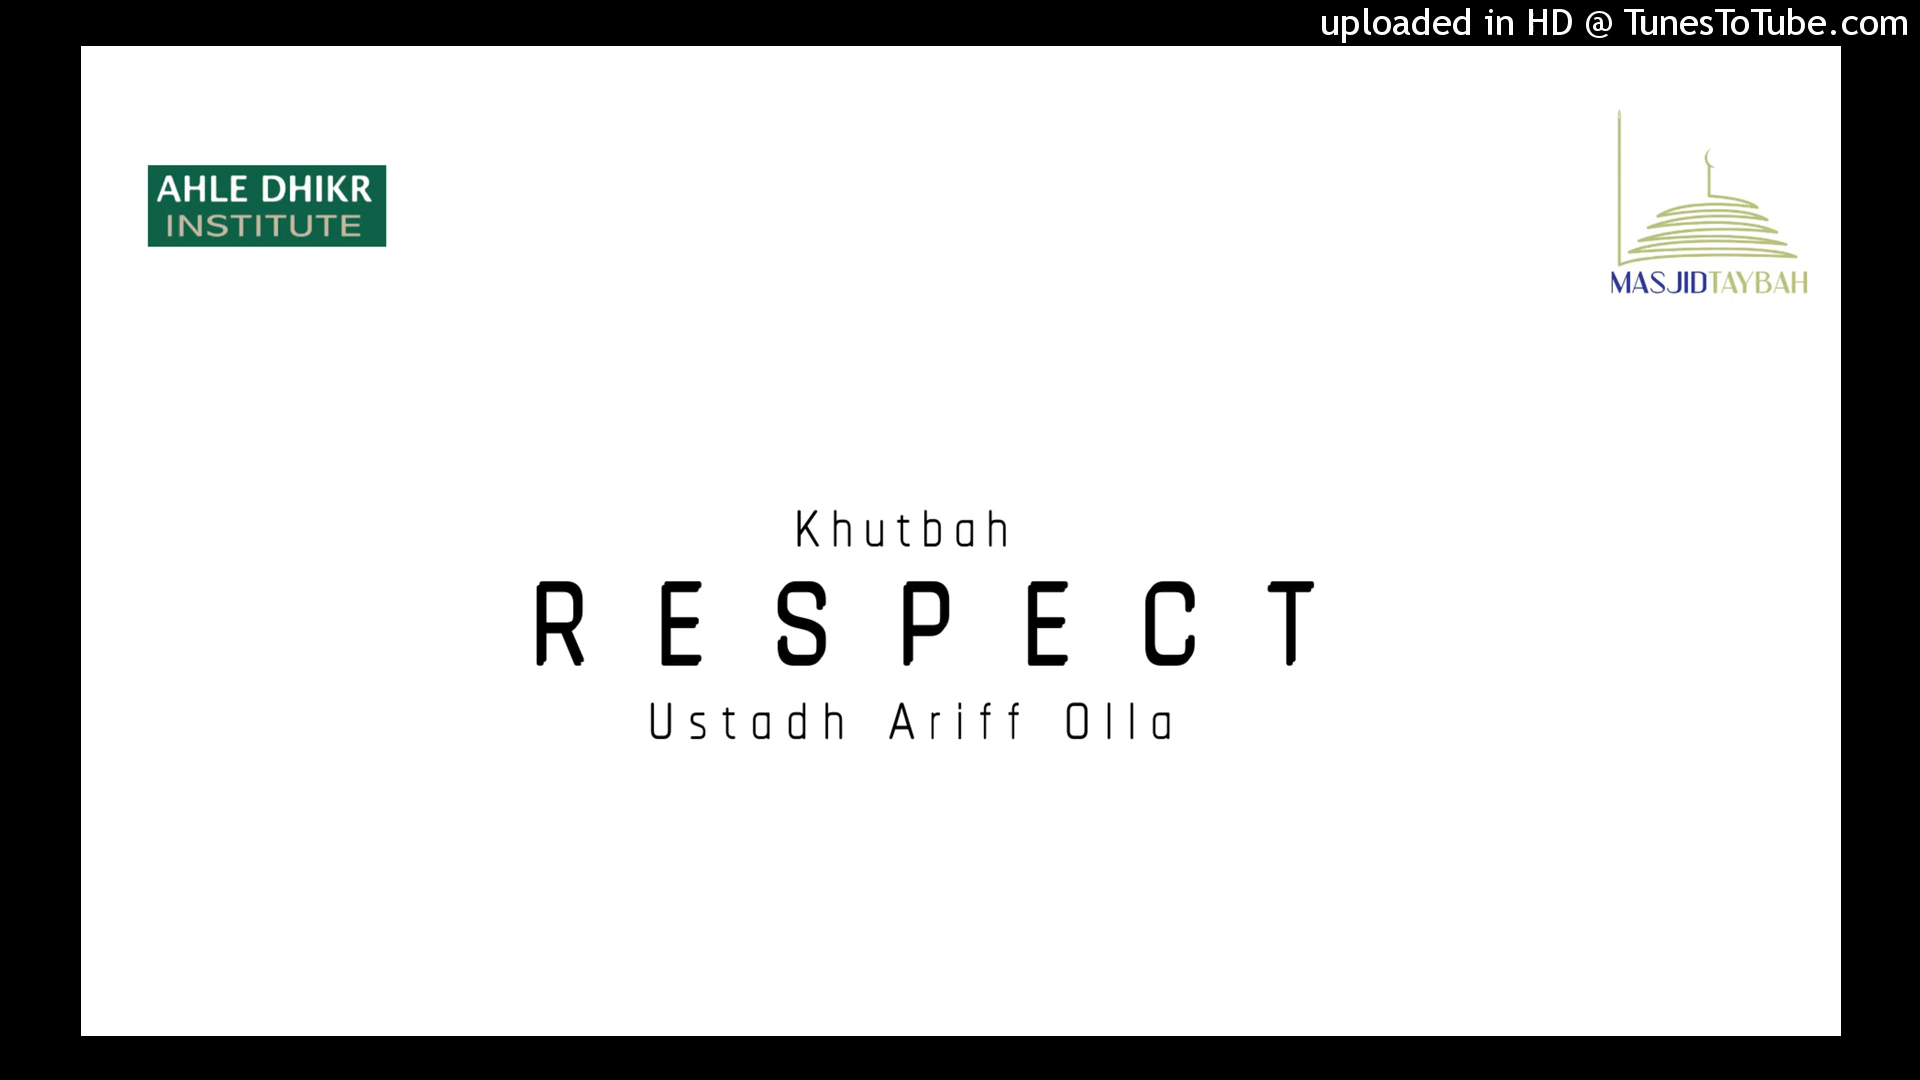 uploaded in HD @ TunesToTube.com
AHLE DHIKR
INSTITUTE
MASJIDTAYBAH
Khutbah
RESPECT
Ustadh Ariff Olla